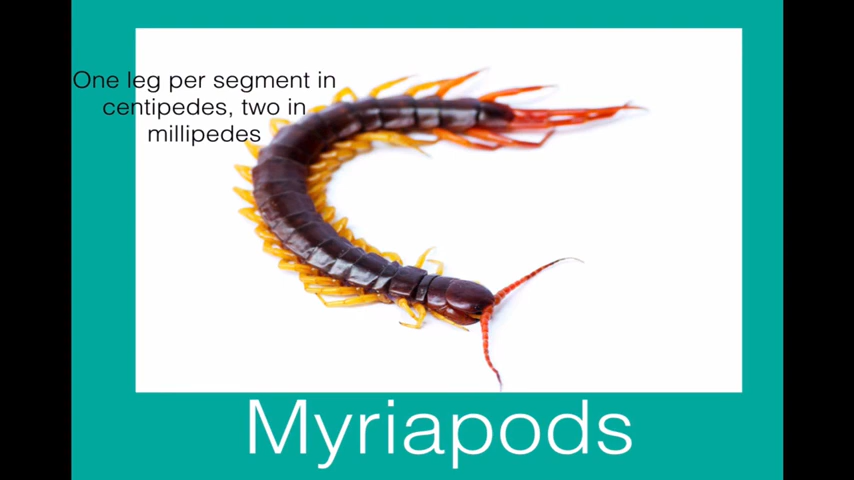 One leg per segment in
centipedes, two in
millipedes
Myriapods